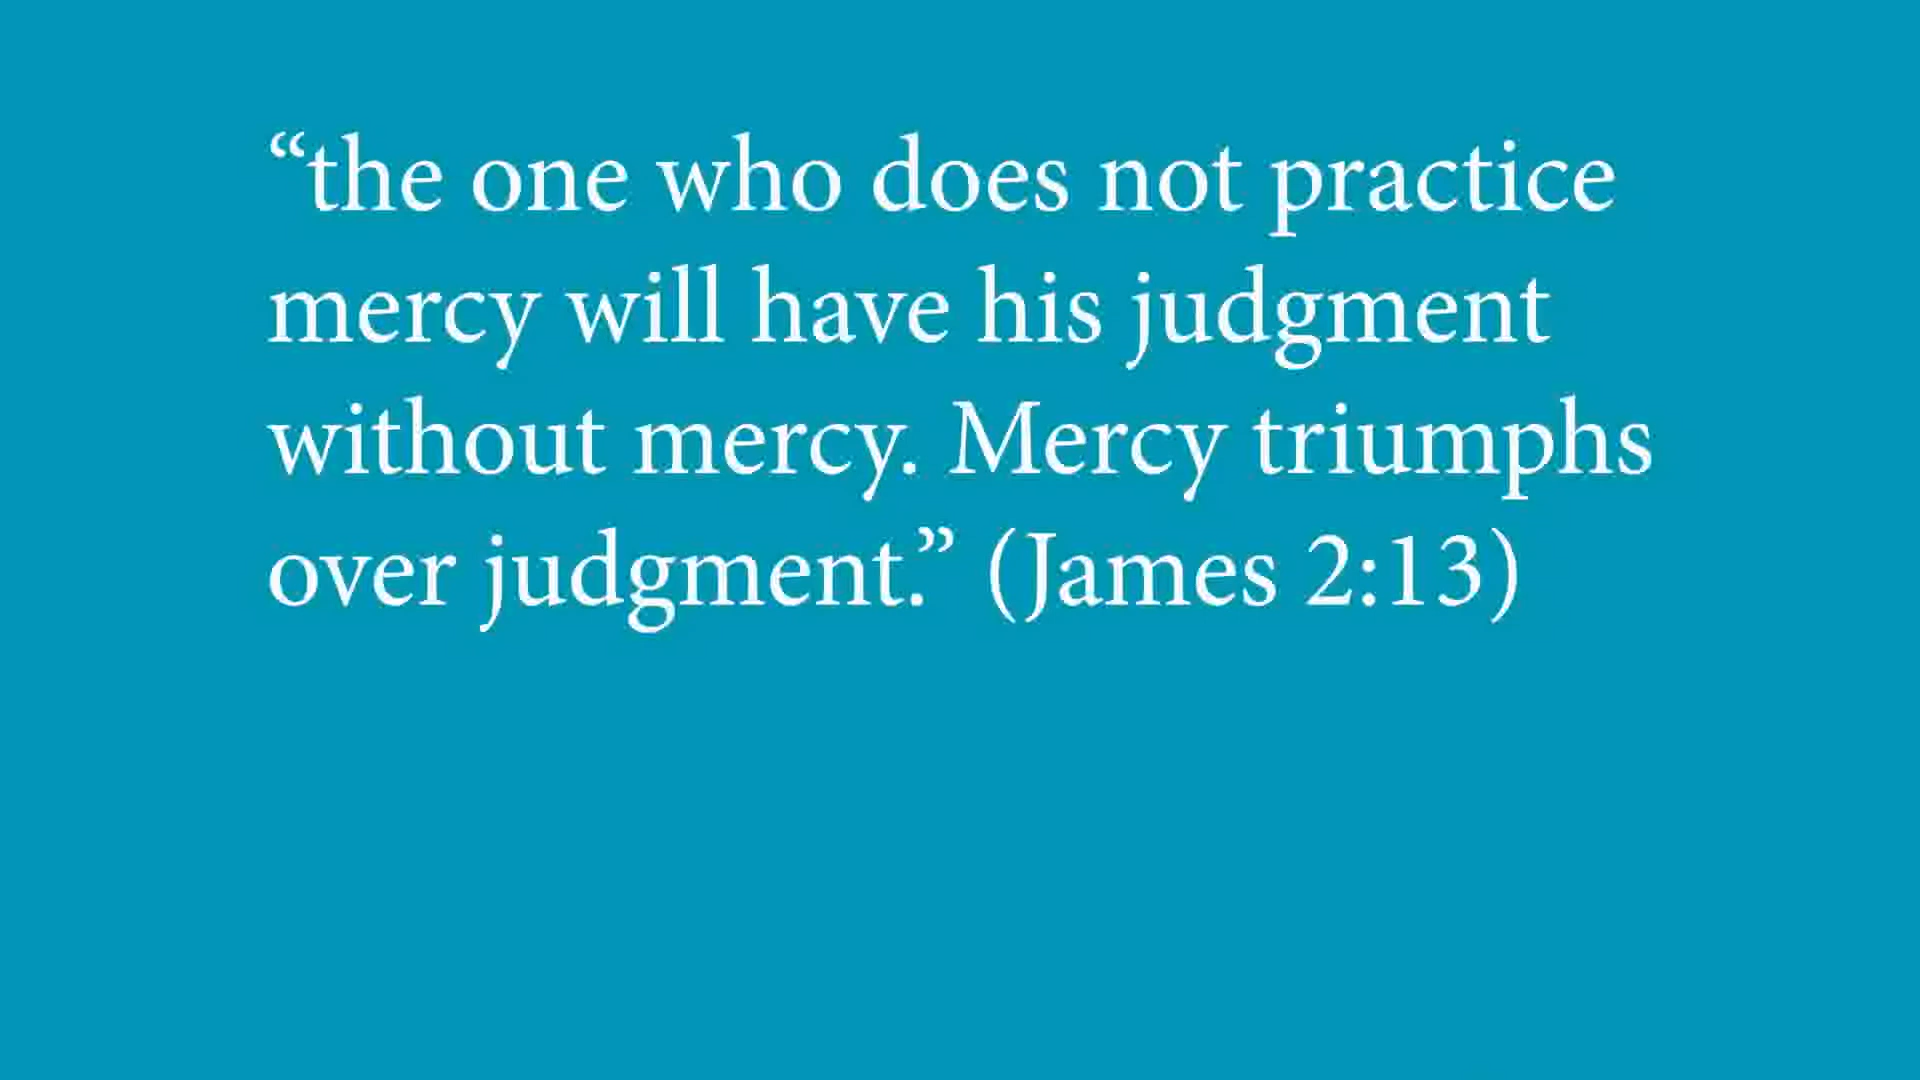 “the one who does not practice
mercy will have his judgment
without mercy. Mercy triumphs
over judgment.” (James 2:13)